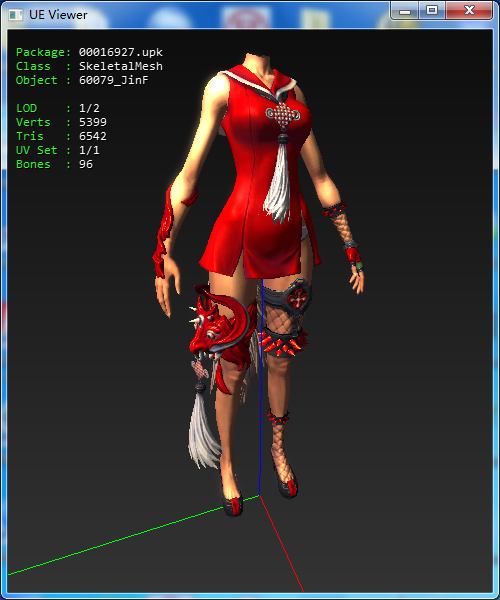 UE Viewer
Package: 00016927.upk
Class : SkeletalMesh
Object : 60079_JinF
LOD : 1/2
Verts : 5399
Tris : 6542
UV Set : 1/1
Bones : 96